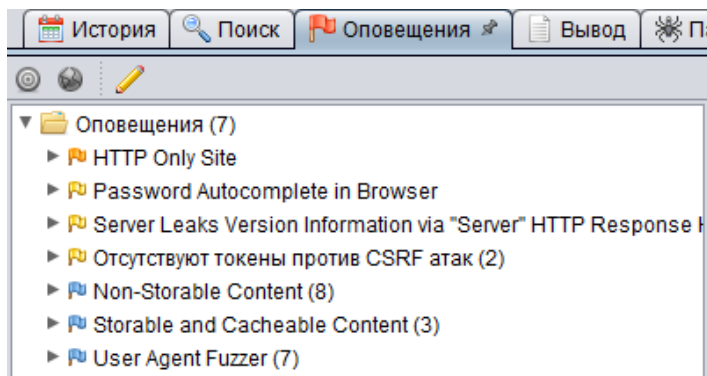 История Поиск Оповещения Вывод
Оповещения (7)
HTTP Only Site
Password Autocomplete in Browser
Server Leaks Version Information via "Server" HTTP Response
Отсутствуют токены против CSRF атак (2)
Non-Storable Content (8)
Storable and Cacheable Content (3)
User Agent Fuzzer (7)